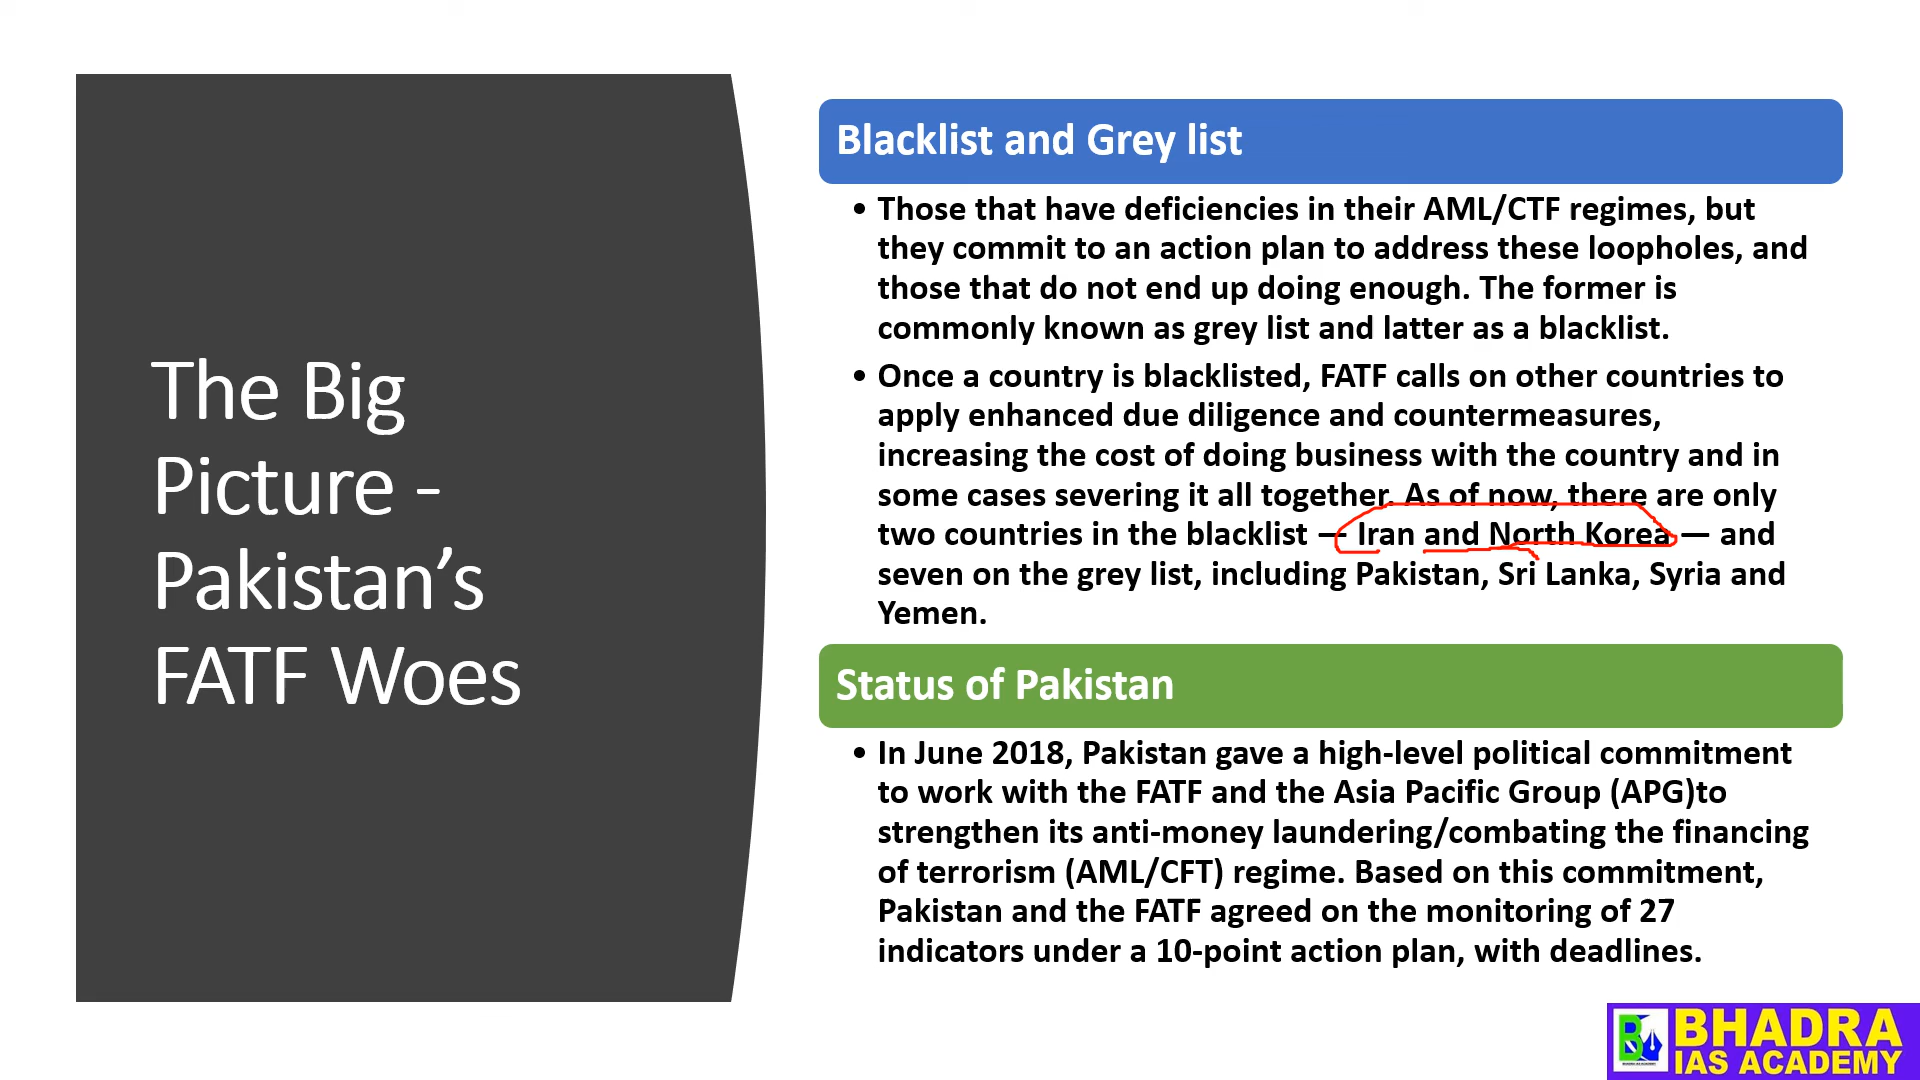 The Big
Picture -
Pakistan's
FATF Woes
Blacklist and Grey list
• Those that have deficiencies in their AML/CTF regimes, but
they commit to an action plan to address these loopholes, and
those that do not end up doing enough. The former is
commonly known as grey list and latter as a blacklist.
• Once a country is blacklisted, FATF calls on other countries to
apply enhanced due diligence and countermeasures,
increasing the cost of doing business with the country and in
some cases severing it all together. As of now, there are only
two countries in the blacklist — Iran and North Korea — and
seven on the grey list, including Pakistan, Sri Lanka, Syria and
Yemen.
Status of Pakistan
• In June 2018, Pakistan gave a high-level political commitment
to work with the FATF and the Asia Pacific Group (APG)to
strengthen its anti-money laundering/combating the financing
of terrorism (AML/CFT) regime. Based on this commitment,
Pakistan and the FATF agreed on the monitoring of 27
indicators under a 10-point action plan, with deadlines.
BHADRA
IAS ACADEMY